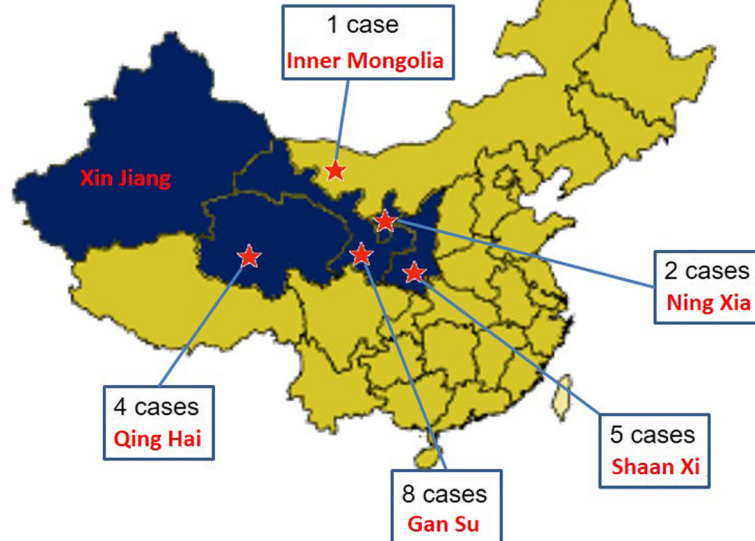 1 case
Inner Mongolia
Xin Jiang
2 cases
Ning Xia
4 cases
Qing Hai
5 cases
Shaan Xi
8 cases
Gan Su